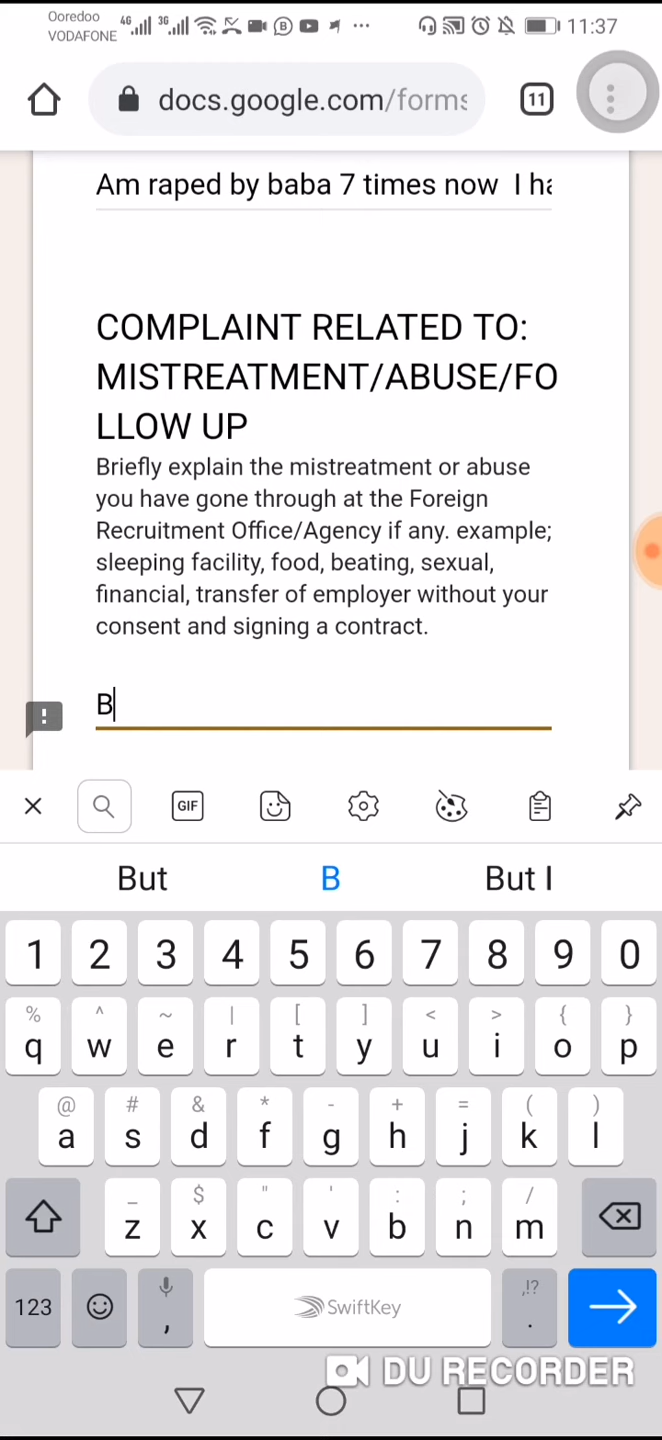 Ooredoo
VODAFONE
4G
3G
B
11:37
docs.google.com/forms
11
Am raped by baba 7 times now I ha
COMPLAINT RELATED TO:
MISTREATMENT/ABUSE/FO
LLOW UP
Briefly explain the mistreatment or abuse
you have gone through at the Foreign
Recruitment Office/Agency if any. example;
sleeping facility, food, beating, sexual,
financial, transfer of employer without your
consent and signing a contract.
B
GIF
But B But I
1 2 3 4 5 6 7 8 9 0
% ^ ~ | [ ] < > { }
q w e r t y u i o p
@ # & * - + = ( )
a s d f g h j k l
_ $ " ' : ; /
z x c v b n m
123 , SwiftKey ,!? .
DU RECORDER